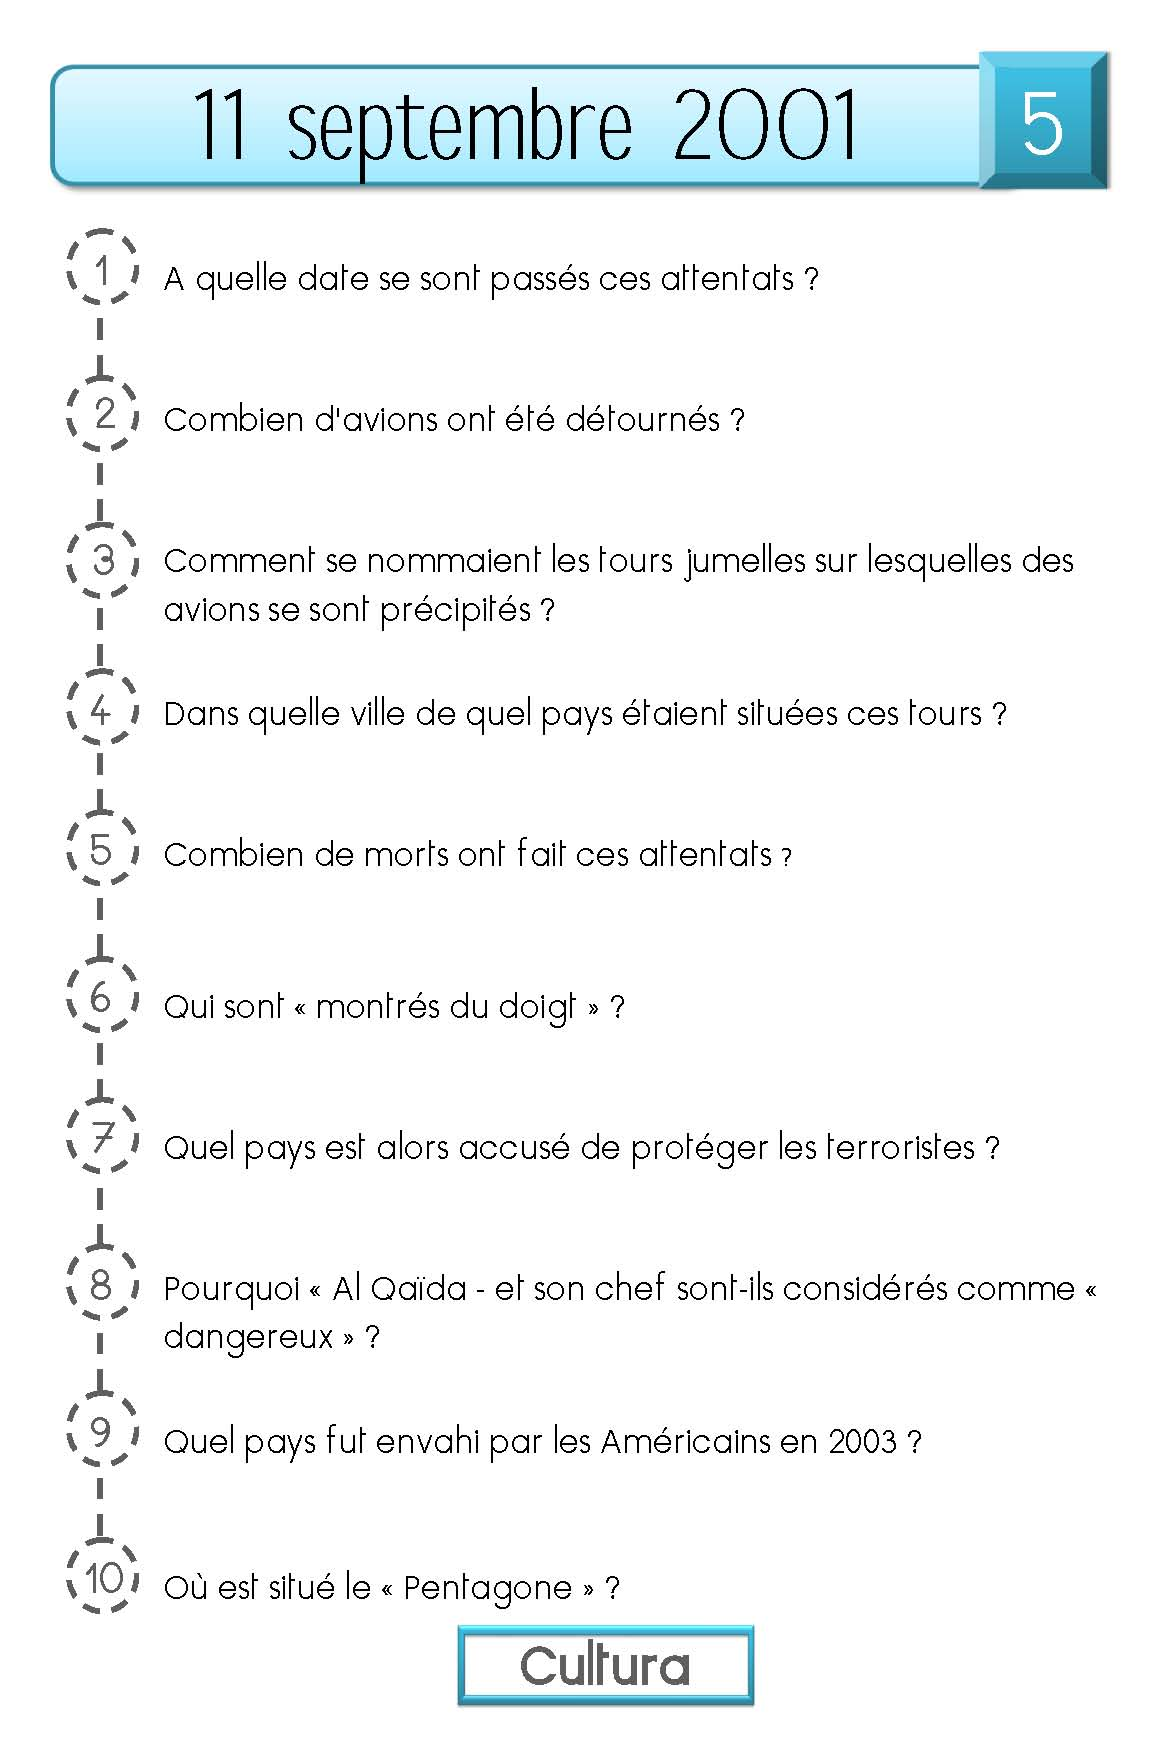 11 septembre 2001
5
1
A quelle date se sont passés ces attentats ?
2
Combien d'avions ont été détournés ?
3
Comment se nommaient les tours jumelles sur lesquelles des
avions se sont précipités ?
4
Dans quelle ville de quel pays étaient situées ces tours ?
5
Combien de morts ont fait ces attentats ?
6
Qui sont « montrés du doigt » ?
7
Quel pays est alors accusé de protéger les terroristes ?
8
Pourquoi « Al Qaïda - et son chef sont-ils considérés comme «
dangereux » ?
9
Quel pays fut envahi par les Américains en 2003 ?
10
Où est situé le « Pentagone » ?
Cultura